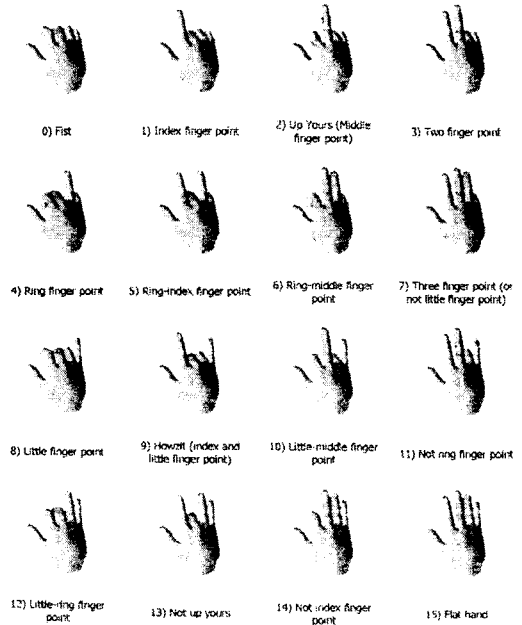 0) Fist
1) Index finger point
2) Up Yours (Middle
finger point)
3) Two finger point
4) Ring finger point
5) Ring-index finger point
6) Ring-middle finger
point
7) Three finger point (or
not little finger point)
8) Little finger point
9) Howzit (index and
little finger point)
10) Little-middle finger
point
11) Not ring finger point
12) Little-ring finger
point
13) Not up yours
14) Not index finger
point
15) Flat hand